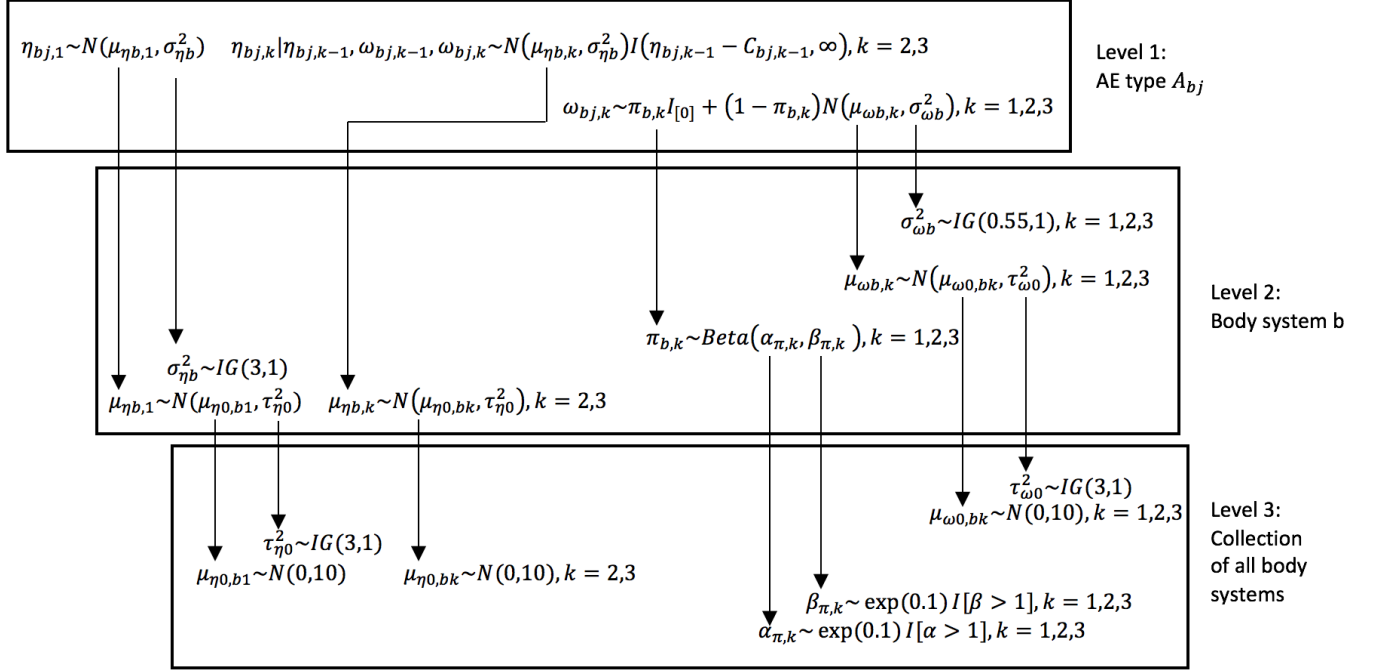 η_{bj,1}~N(μ_{ηb,1}, σ²_{ηb}) η_{bj,k}|η_{bj,k−1}, ω_{bj,k−1}, ω_{bj,k}~N(μ_{ηb,k}, σ²_{ηb})I(η_{bj,k−1} − C_{bj,k−1}, ∞), k = 2,3
Level 1:
AE type A_{bj}
ω_{bj,k}~π_{b,k}I_{[0]} + (1 − π_{b,k})N(μ_{ωb,k}, σ²_{ωb}), k = 1,2,3
σ²_{ωb}~IG(0.55,1), k = 1,2,3
μ_{ωb,k}~N(μ_{ω0,bk}, τ²_{ω0}), k = 1,2,3
Level 2:
Body system b
π_{b,k}~Beta(α_{π,k}, β_{π,k} ), k = 1,2,3
σ²_{ηb}~IG(3,1)
μ_{ηb,1}~N(μ_{η0,b1}, τ²_{η0}) μ_{ηb,k}~N(μ_{η0,bk}, τ²_{η0}), k = 2,3
τ²_{ω0}~IG(3,1)
μ_{ω0,bk}~N(0,10), k = 1,2,3
Level 3:
Collection
of all body
systems
τ²_{η0}~IG(3,1)
μ_{η0,b1}~N(0,10) μ_{η0,bk}~N(0,10), k = 2,3
β_{π,k}~ exp(0.1) I[β > 1], k = 1,2,3
α_{π,k}~ exp(0.1) I[α > 1], k = 1,2,3